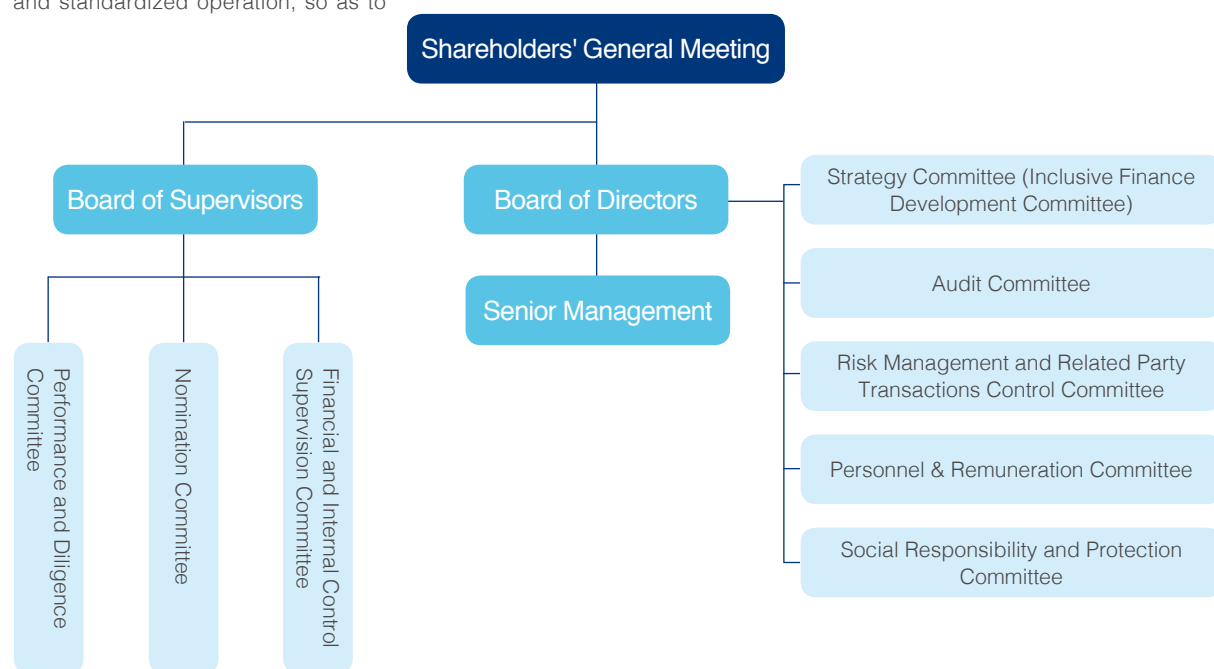 and standardized operation, so as to
Shareholders' General Meeting
Board of Supervisors
Board of Directors
Senior Management
Strategy Committee (Inclusive Finance
Development Committee)
Audit Committee
Risk Management and Related Party
Transactions Control Committee
Personnel & Remuneration Committee
Social Responsibility and Protection
Committee
Performance and Diligence
Committee
Nomination Committee
Financial and Internal Control
Supervision Committee